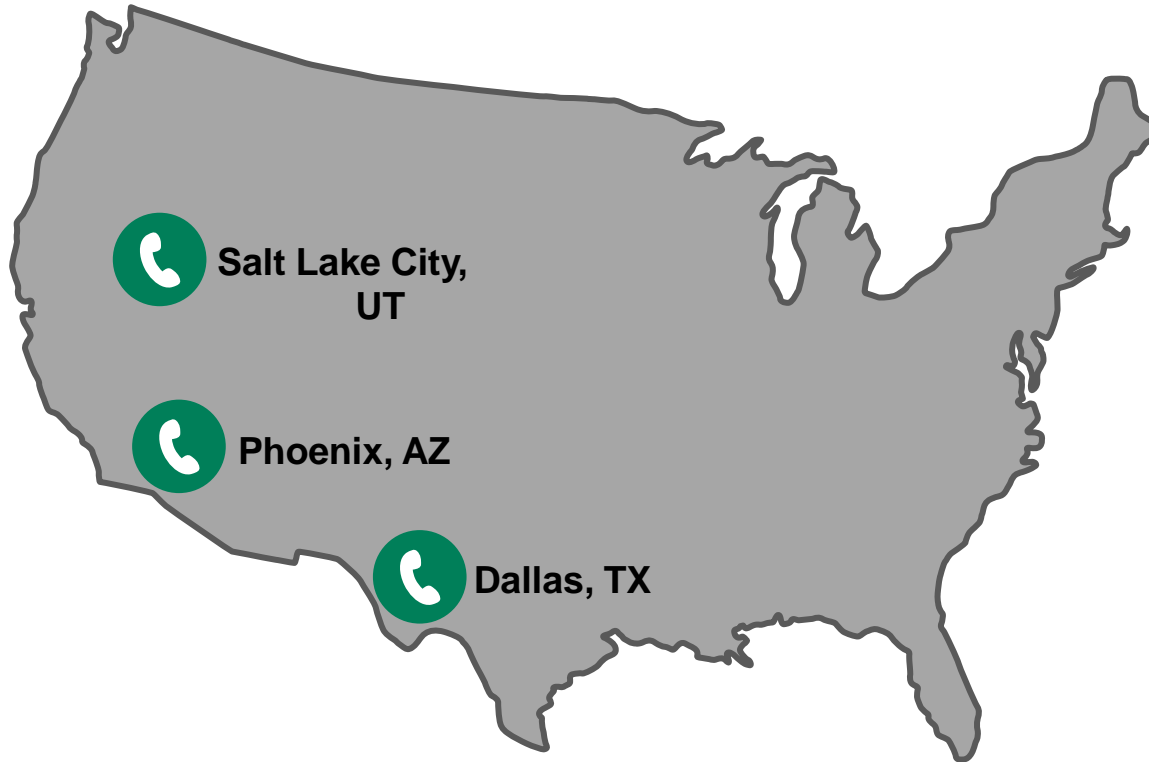 Salt Lake City,
UT
Phoenix, AZ
Dallas, TX